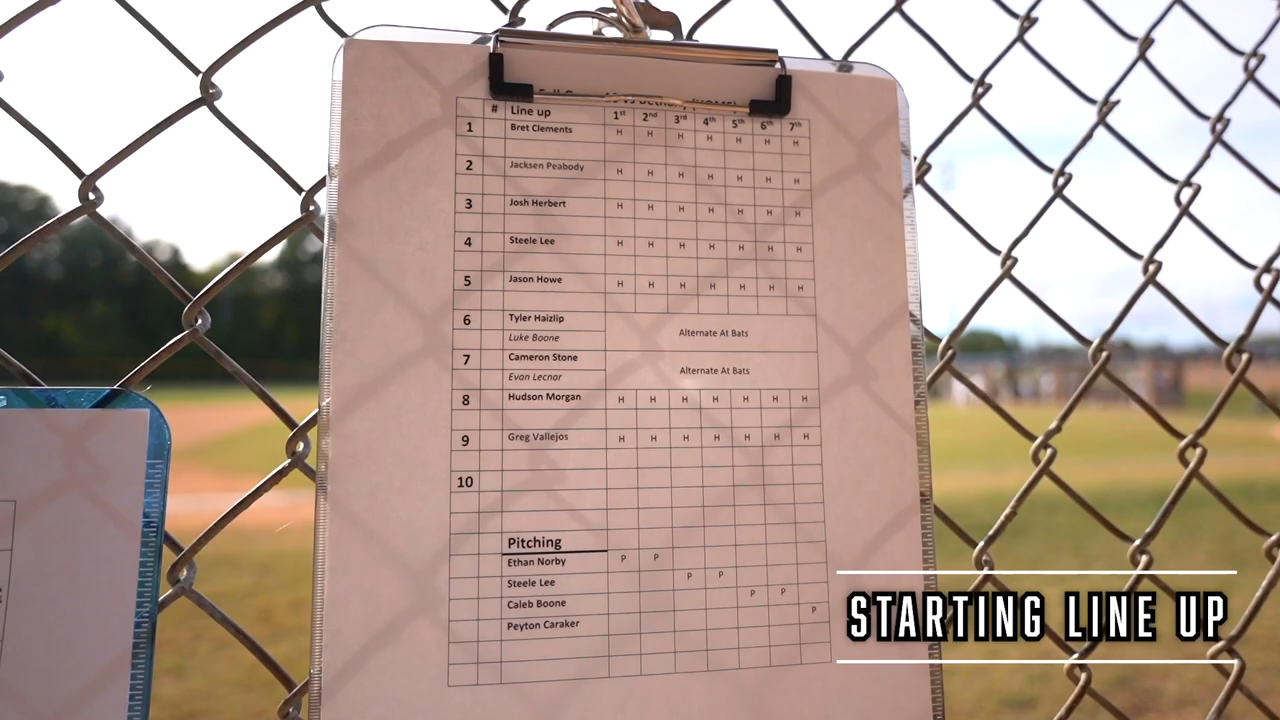 # Line up 1st 2nd 3rd 4th 5th 6th 7th
1 Bret Clements H H H H H H H
2 Jacksen Peabody H H H H H H H
3 Josh Herbert H H H H H H H
4 Steele Lee H H H H H H H
5 Jason Howe H H H H H H H
6 Tyler Haizlip
Luke Boone
Alternate At Bats
7 Cameron Stone
Evan Lecnar
Alternate At Bats
8 Hudson Morgan H H H H H H H
9 Greg Vallejos H H H H H H H
10
Pitching
Ethan Norby P P
Steele Lee P P
Caleb Boone P P
Peyton Caraker P
STARTING LINE UP